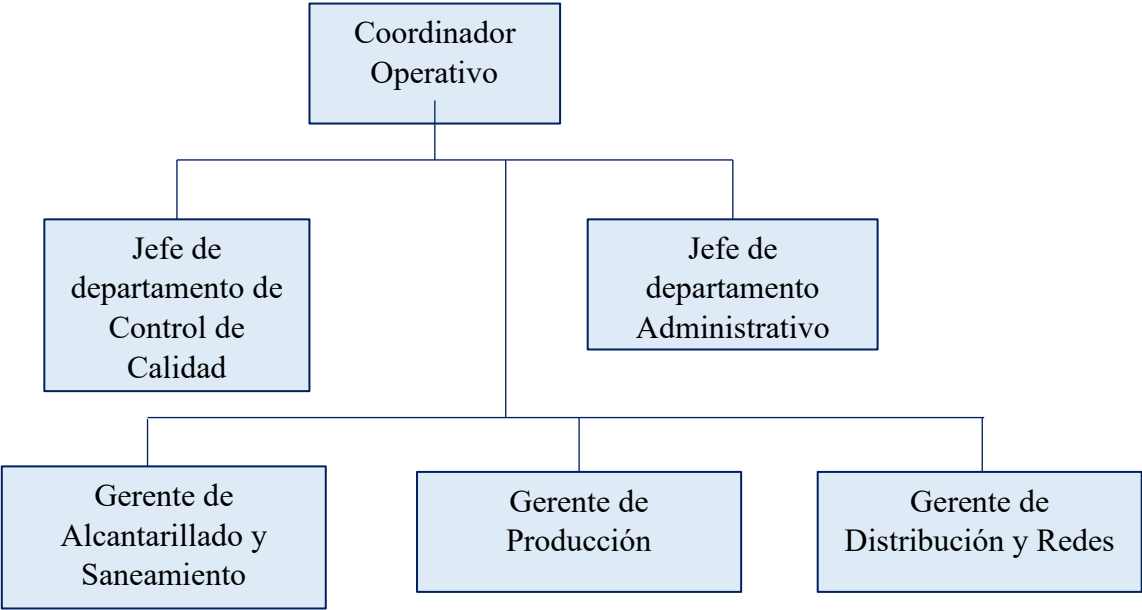 Coordinador
Operativo
Jefe de
departamento de
Control de
Calidad
Jefe de
departamento
Administrativo
Gerente de
Alcantarillado y
Saneamiento
Gerente de
Producción
Gerente de
Distribución y Redes